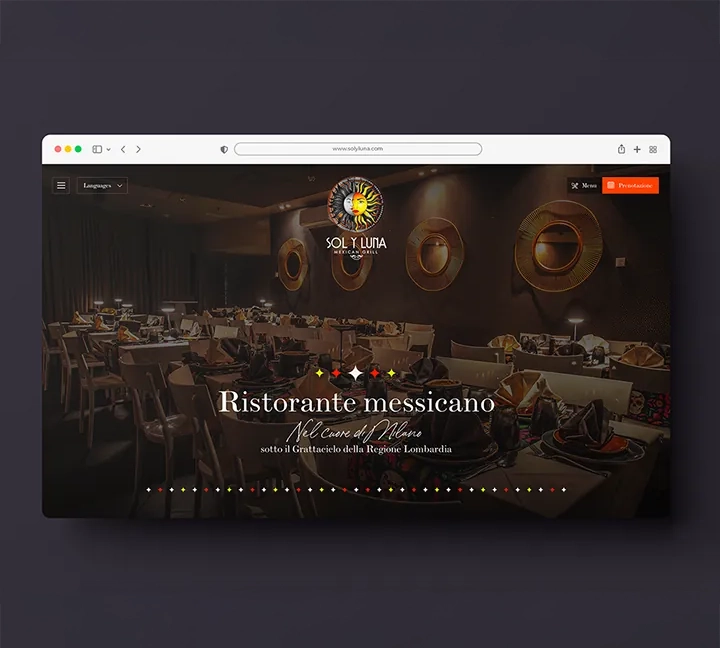 www.solyluna.com
Languages
SOL Y LUNA
MEXICAN GRILL
Menu
Prenotazione
Ristorante messicano
Nel cuore di Milano
sotto il Grattacielo della Regione Lombardia